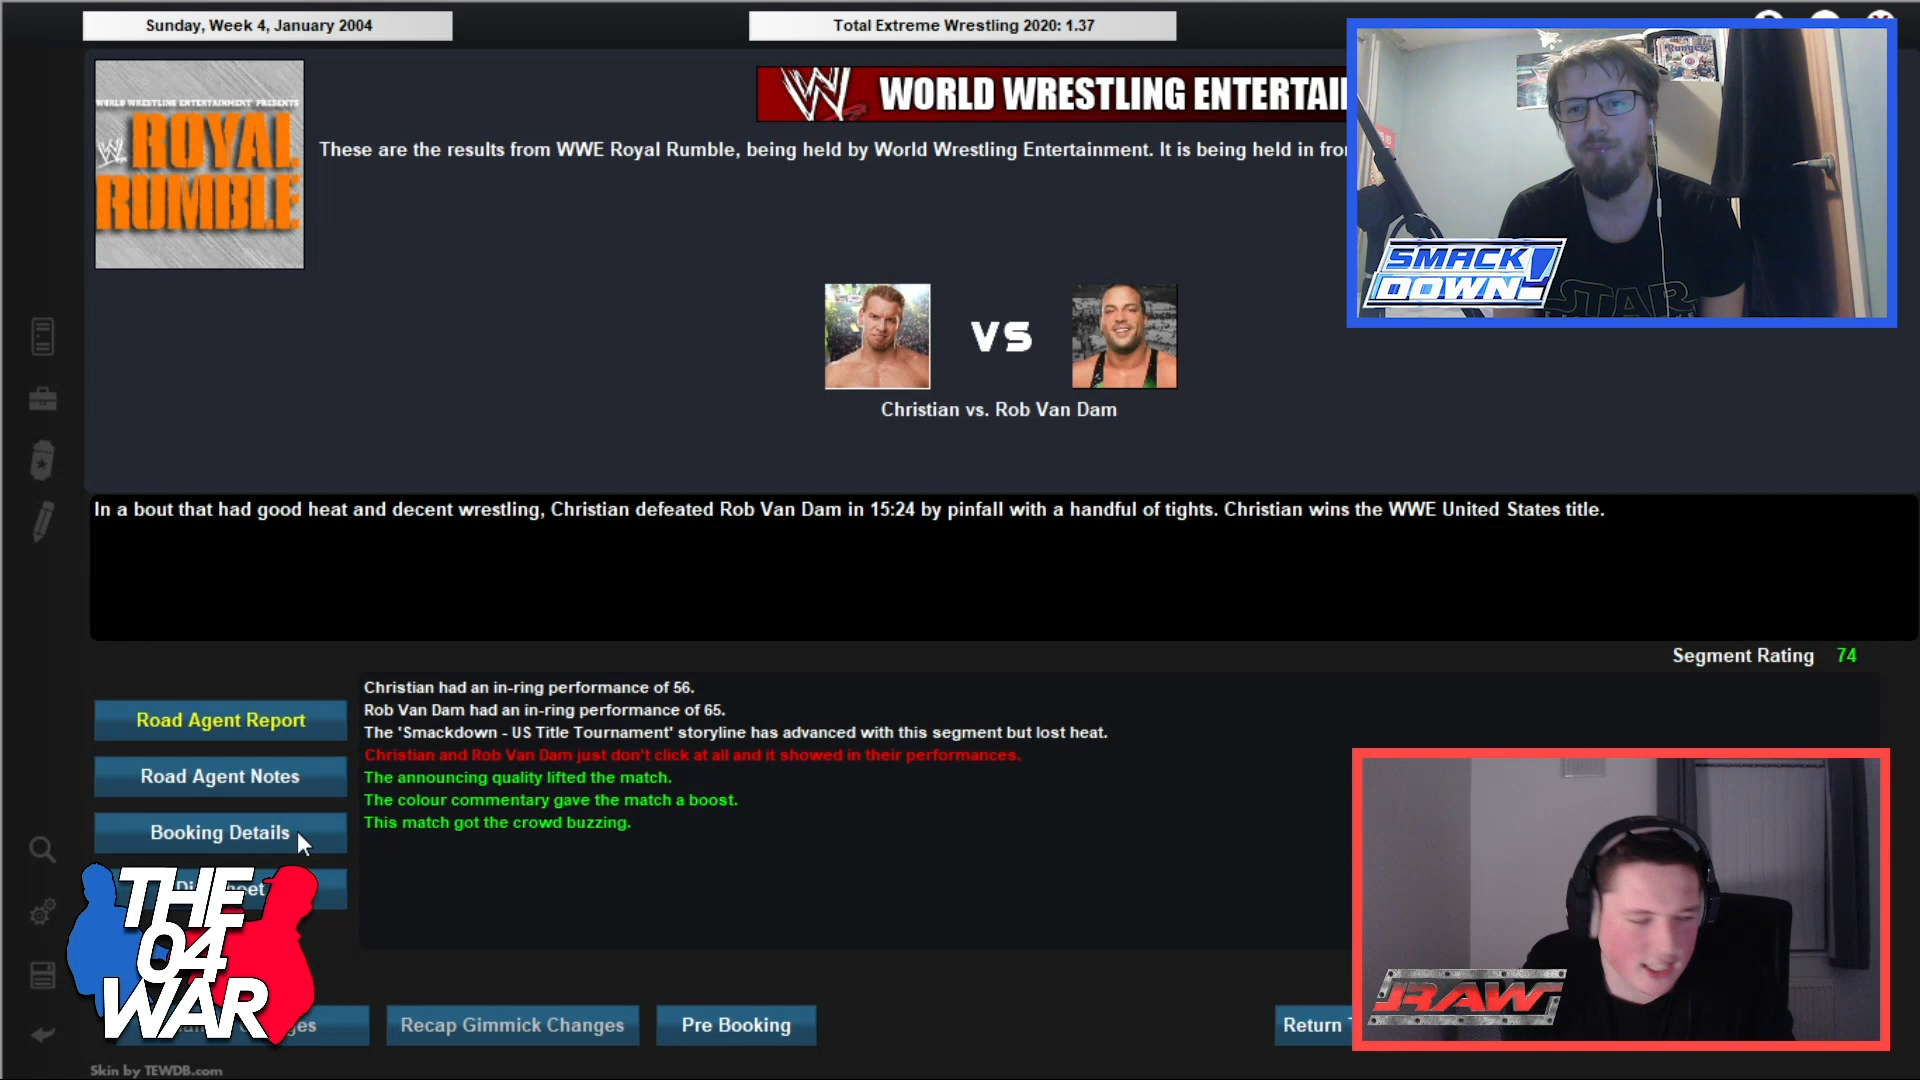 Sunday, Week 4, January 2004
Total Extreme Wrestling 2020: 1.37
WORLD WRESTLING ENTERTAINMENT PRESENTS
ROYAL
RUMBLE
WORLD WRESTLING ENTERTAI
These are the results from WWE Royal Rumble, being held by World Wrestling Entertainment. It is being held in fro
SMACK
DOWN!
STAR
VS
Christian vs. Rob Van Dam
In a bout that had good heat and decent wrestling, Christian defeated Rob Van Dam in 15:24 by pinfall with a handful of tights. Christian wins the WWE United States title.
Segment Rating 74
Road Agent Report
Road Agent Notes
Booking Details
Christian had an in-ring performance of 56.
Rob Van Dam had an in-ring performance of 65.
The 'Smackdown - US Title Tournament' storyline has advanced with this segment but lost heat.
Christian and Rob Van Dam just don't click at all and it showed in their performances.
The announcing quality lifted the match.
The colour commentary gave the match a boost.
This match got the crowd buzzing.
THE
04
WAR
Recap Gimmick Changes
Pre Booking
Return
RAW
Skin by TEWDB.com